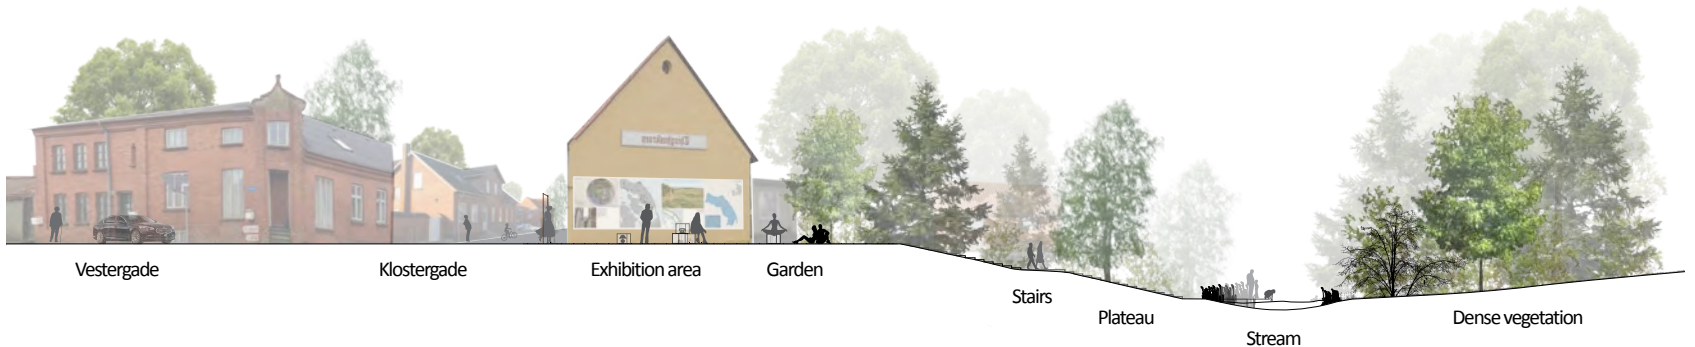 Vestergade
Klostergade
Exhibition area
Garden
Stairs
Plateau
Stream
Dense vegetation